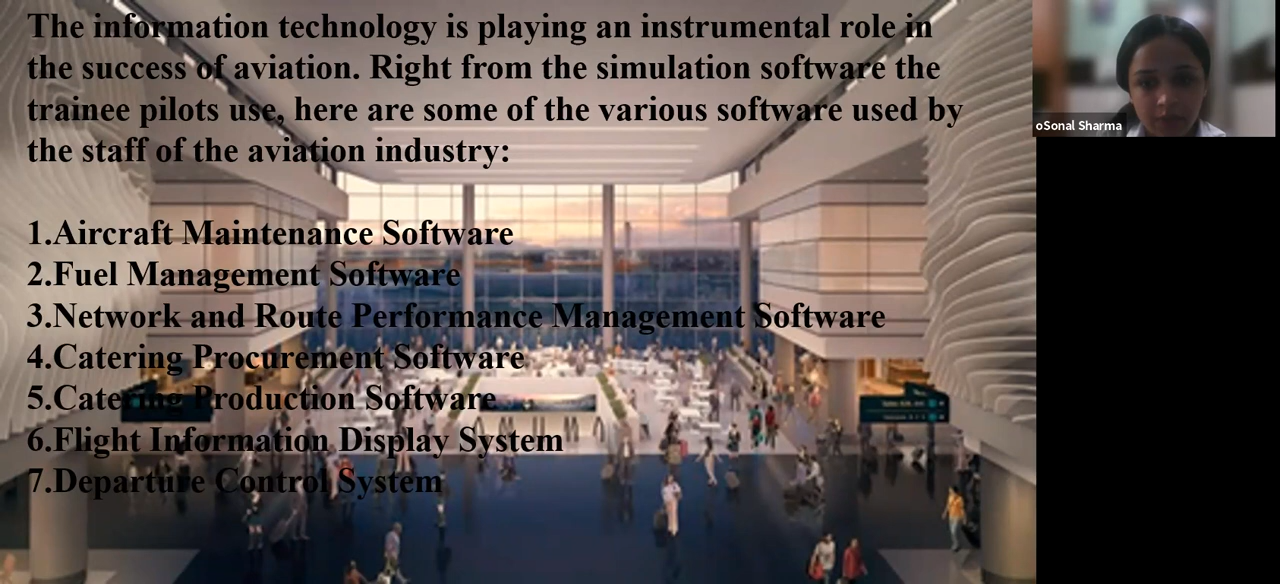 The information technology is playing an instrumental role in
the success of aviation. Right from the simulation software the
trainee pilots use, here are some of the various software used by
the staff of the aviation industry:
1.Aircraft Maintenance Software
2.Fuel Management Software
3.Network and Route Performance Management Software
4.Catering Procurement Software
5.Catering Production Software
6.Flight Information Display System
7.Departure Control System
oSonal Sharma